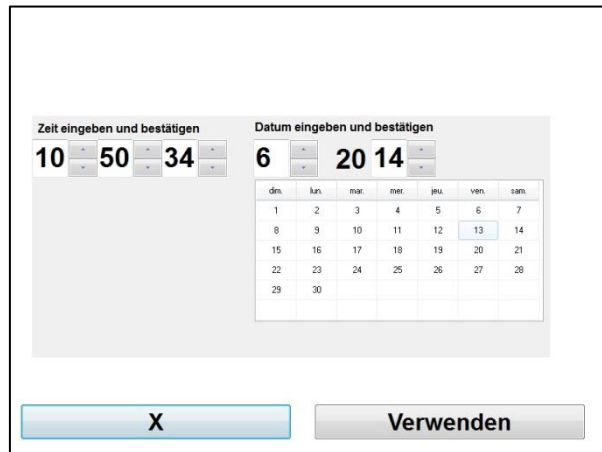 Zeit eingeben und bestätigen
Datum eingeben und bestätigen
10 50 34
6 20 14
dim. lun. mar. mer. jeu. ven. sam.
1 2 3 4 5 6 7
8 9 10 11 12 13 14
15 16 17 18 19 20 21
22 23 24 25 26 27 28
29 30
X
Verwenden